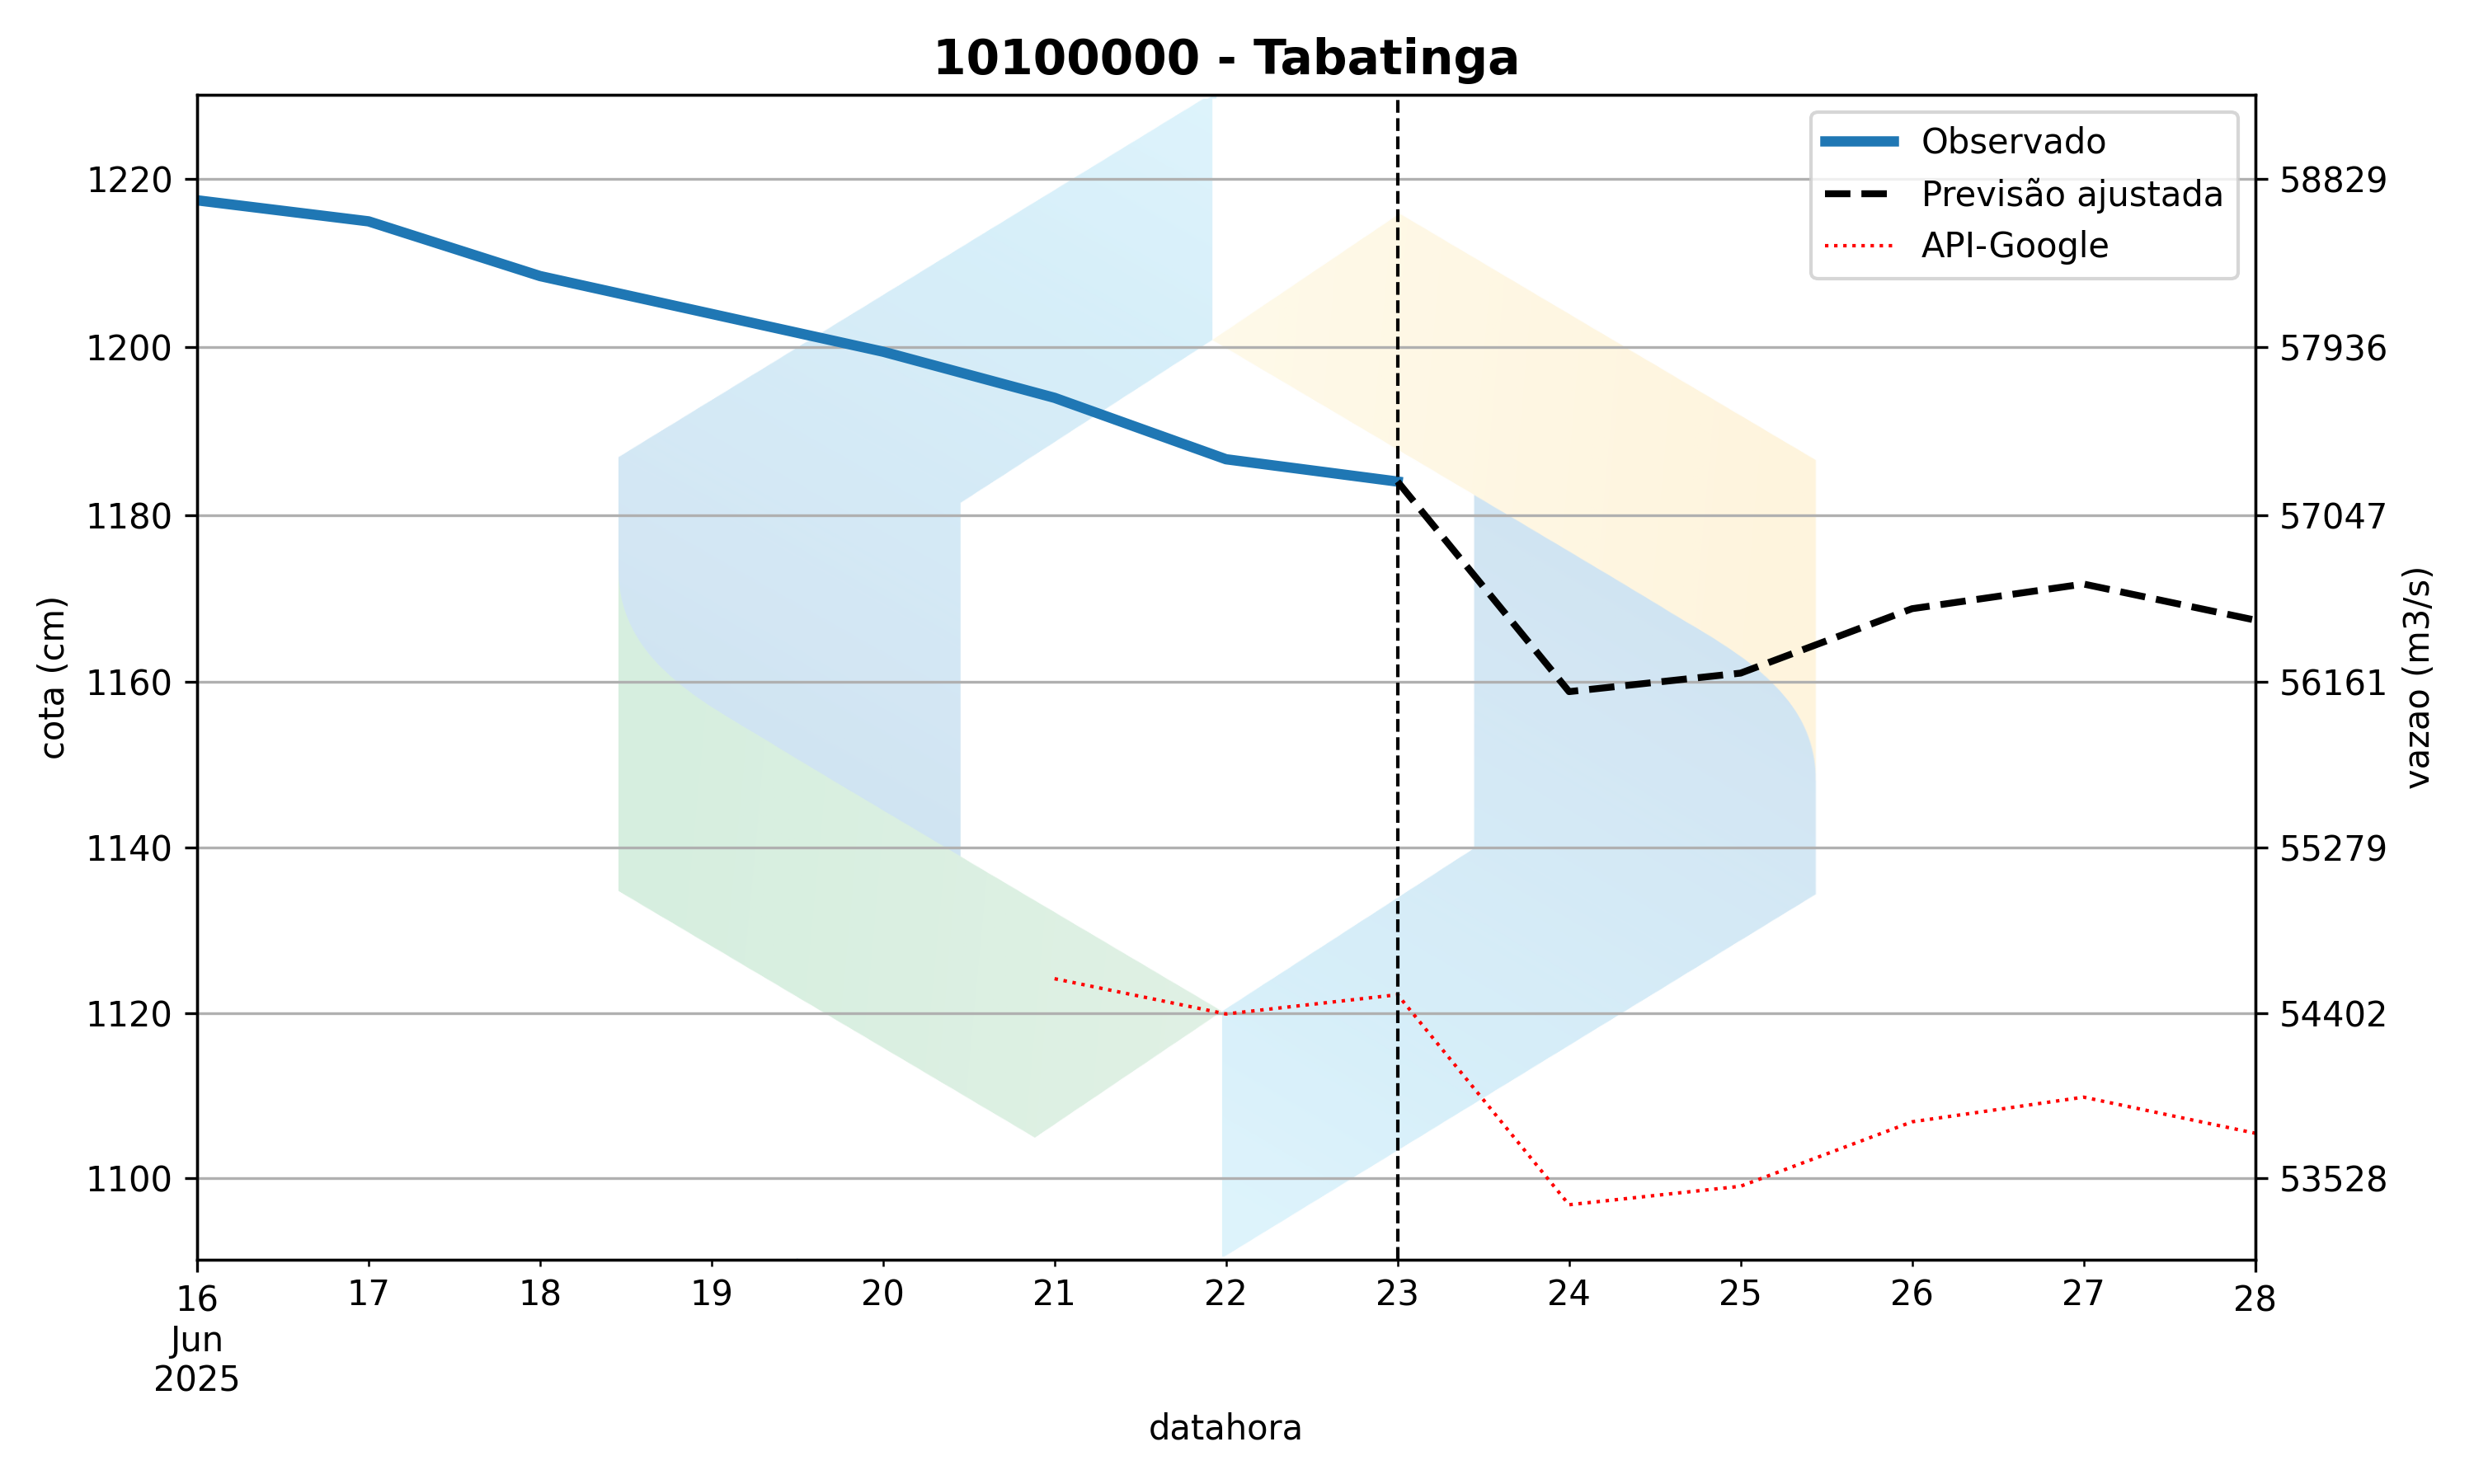 10100000 - Tabatinga
Observado
Previsão ajustada
API-Google
1220
1200
1180
1160
1140
1120
1100
cota (cm)
58829
57936
57047
56161
55279
54402
53528
vazao (m3/s)
16 17 18 19 20 21 22 23 24 25 26 27 28
Jun
2025
datahora